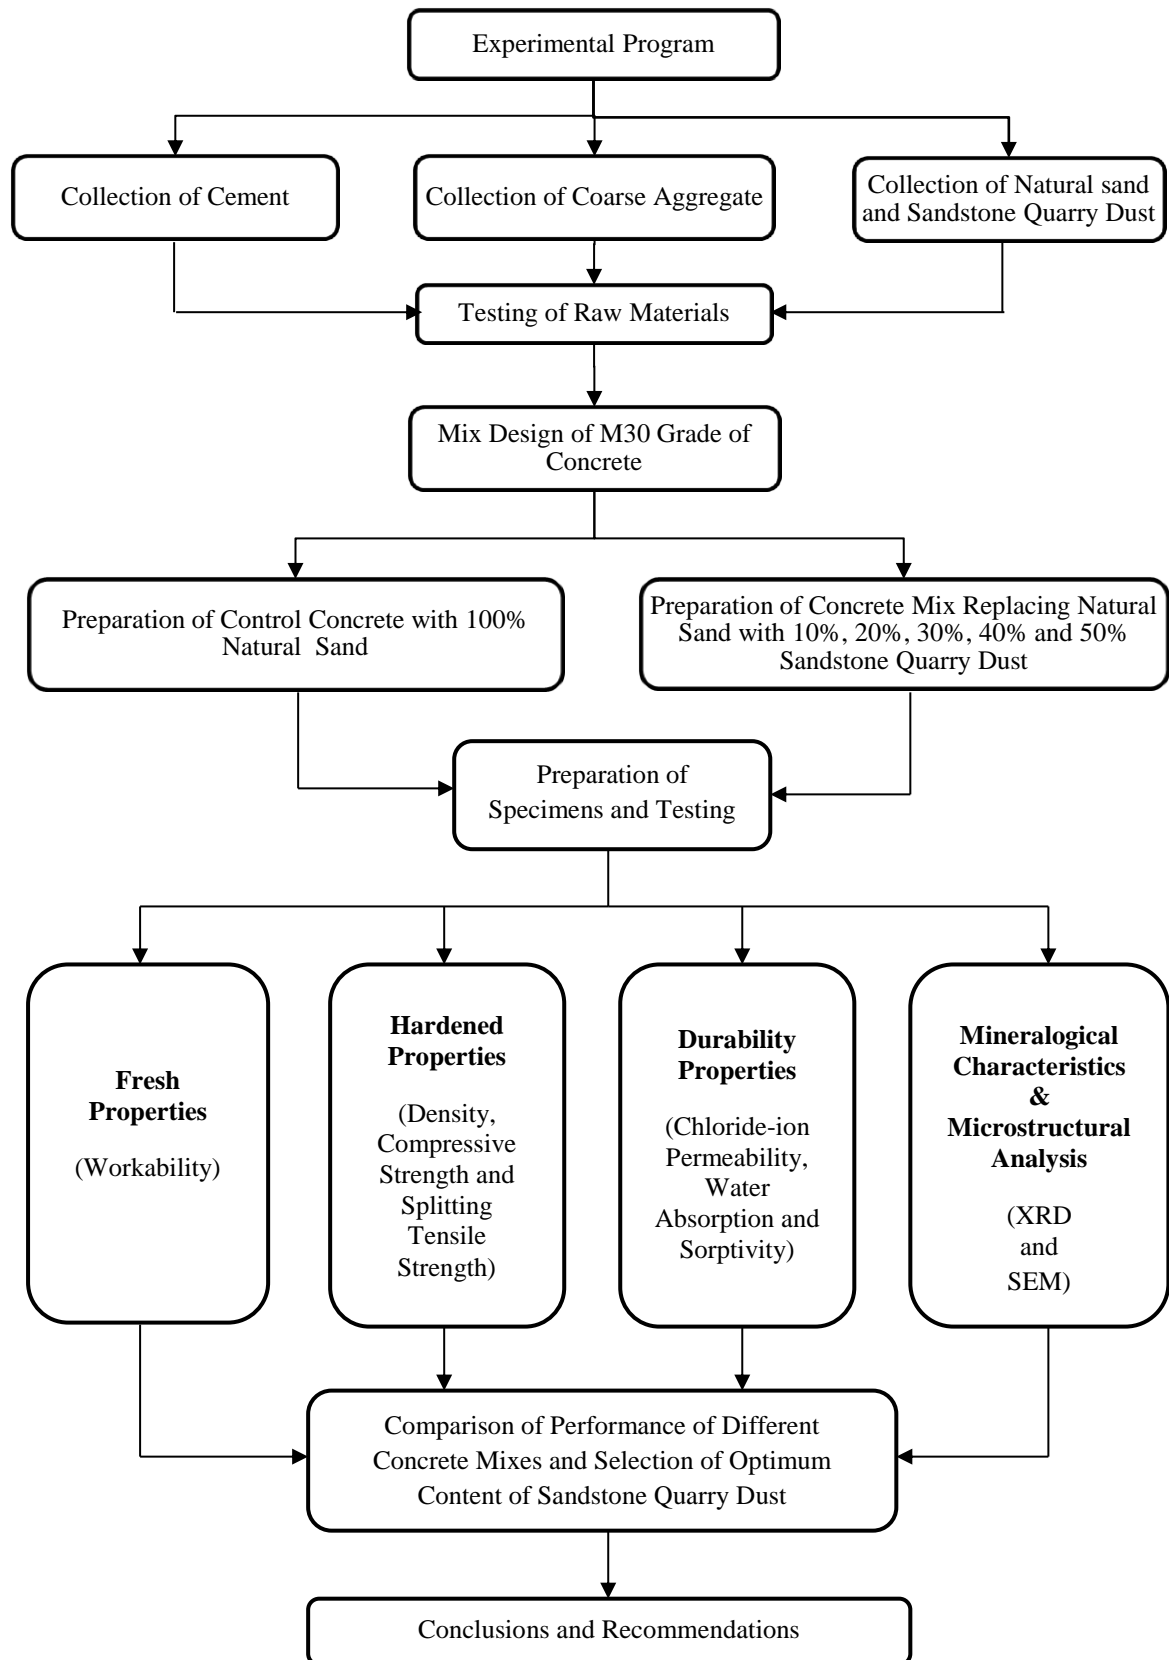 Experimental Program
Collection of Cement
Collection of Coarse Aggregate
Collection of Natural sand
and Sandstone Quarry Dust
Testing of Raw Materials
Mix Design of M30 Grade of
Concrete
Preparation of Control Concrete with 100%
Natural Sand
Preparation of Concrete Mix Replacing Natural
Sand with 10%, 20%, 30%, 40% and 50%
Sandstone Quarry Dust
Preparation of
Specimens and Testing
Fresh
Properties
(Workability)
Hardened
Properties
(Density,
Compressive
Strength and
Splitting
Tensile
Strength)
Durability
Properties
(Chloride-ion
Permeability,
Water
Absorption and
Sorptivity)
Mineralogical
Characteristics
&
Microstructural
Analysis
(XRD
and
SEM)
Comparison of Performance of Different
Concrete Mixes and Selection of Optimum
Content of Sandstone Quarry Dust
Conclusions and Recommendations